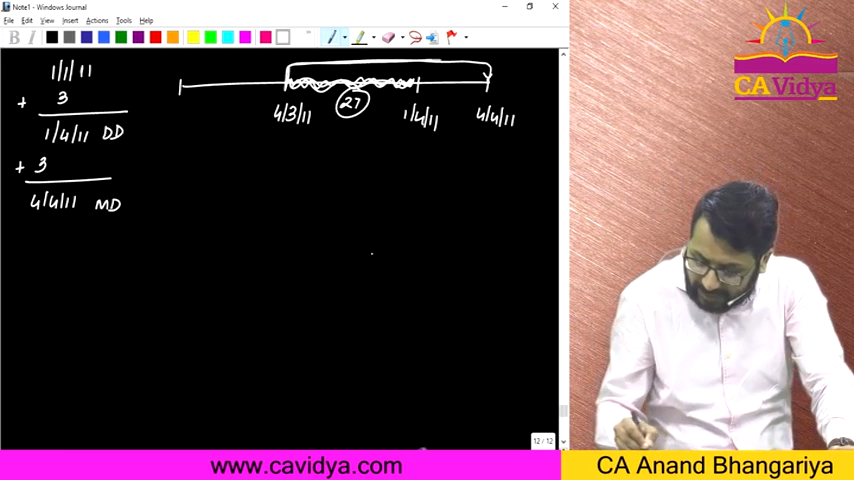 Note1 - Windows Journal
File Edit View Insert Actions Tools Help
B I
1/1/11
+ 3
1/4/11 DD
+ 3
4/4/11 MD
27
4/3/11 1/4/11 4/4/11
CA Vidya
12 / 12
www.cavidya.com
CA Anand Bhangariya